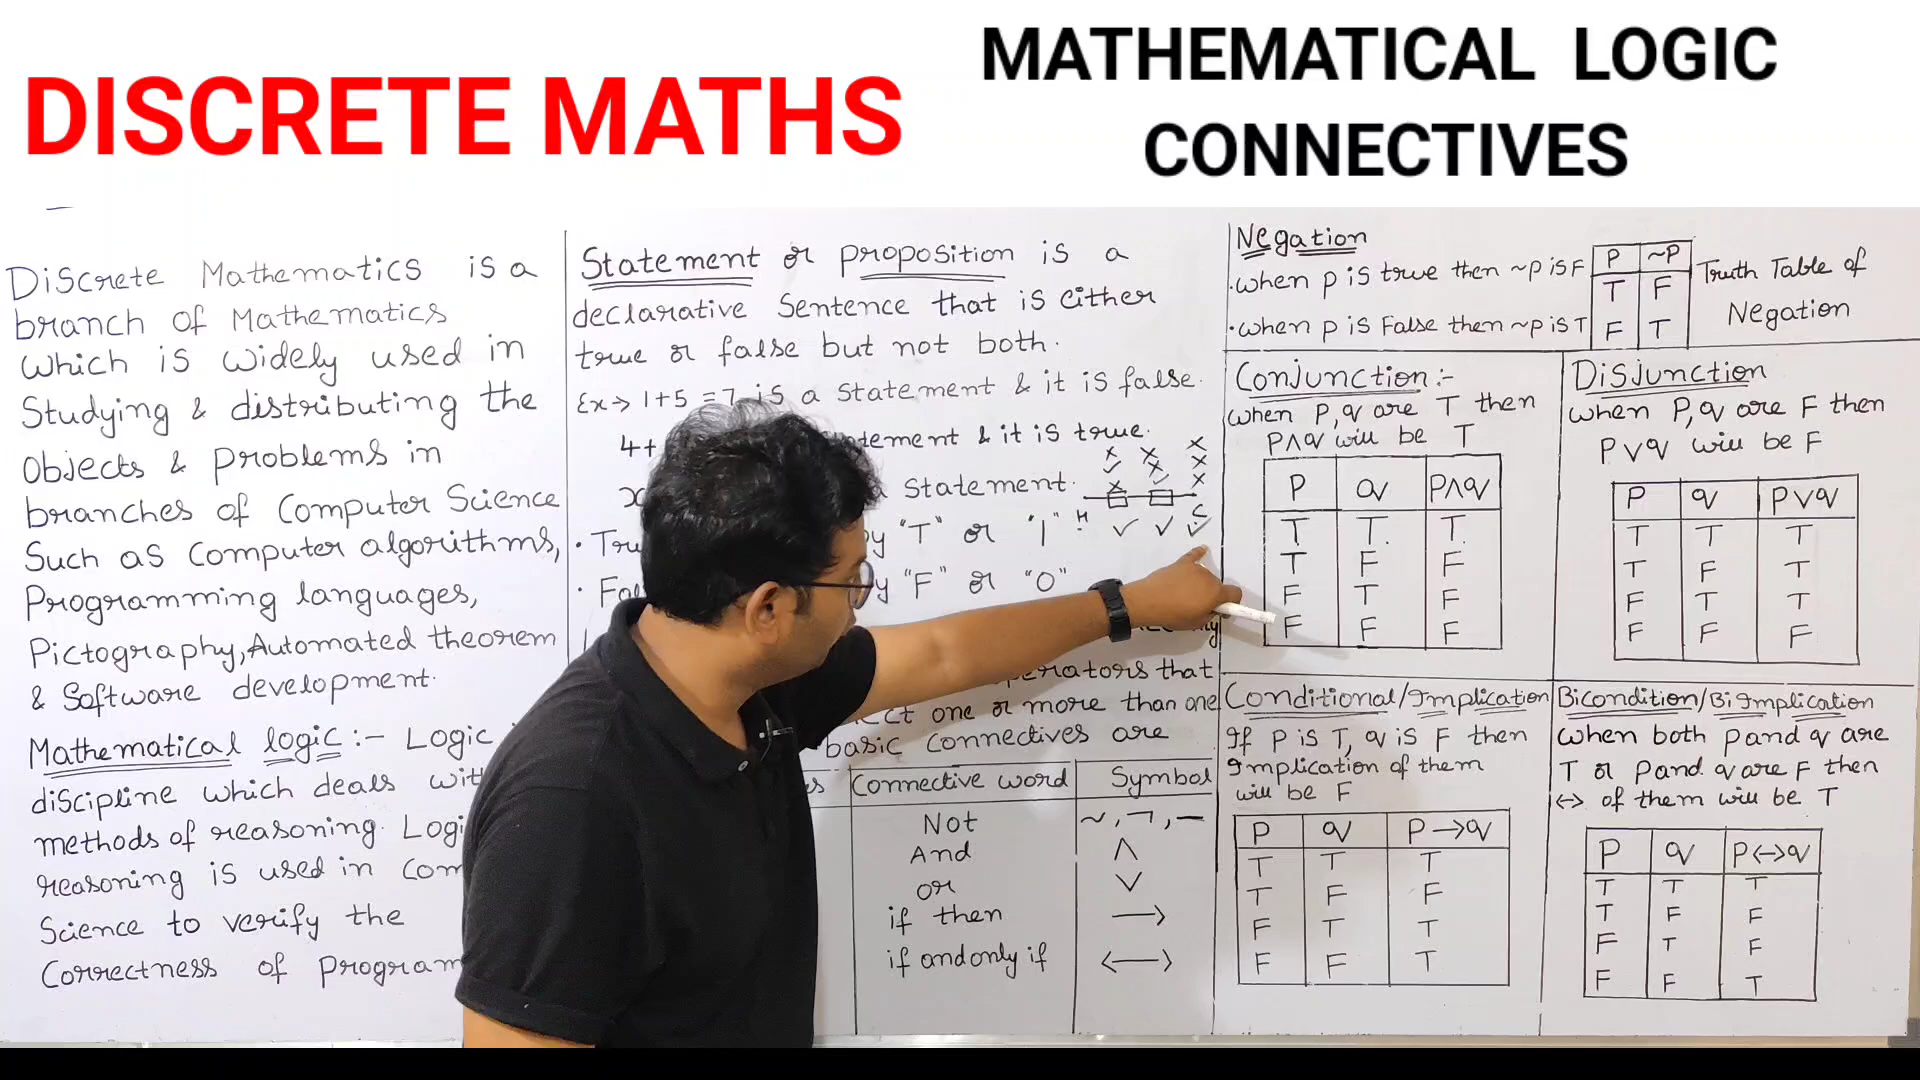 DISCRETE MATHS
MATHEMATICAL LOGIC
CONNECTIVES
Discrete Mathematics is a
branch of Mathematics
which is widely used in
Studying & distributing the
Objects & problems in
branches of Computer Science
Such as Computer algorithms,
Programming languages,
Pictography, Automated theorem
& Software development.
Mathematical logic :- Logic
discipline which deals
methods of reasoning.
reasoning is used in
Science to verify the
Correctness of program
Statement or proposition is a
declarative Sentence that is either
true or false but not both.
Ex → 1+5 = 7 is a Statement & it is false.
4+ & it is true.
Statement.
"T" or "1"
"F" or "0"
that
one or more than one
basic Connectives are
Connective word Symbol
Not ~ , ¬ , —
And ∧
or ∨
if then →
if and only if ↔
× × ×
✓ × ×
× ✓ ×
H C
✓ ✓ ✓
Negation
• when p is true then ~p is F
• when p is False then ~p is T
P ~P
T F
F T
Truth Table of
Negation
Conjunction :-
when P, q are T then
P∧q will be T
P q P∧q
T T T
T F F
F T F
F F F
Disjunction
when P, q are F then
P∨q will be F
P q P∨q
T T T
T F T
F T T
F F F
Conditional/Implication
If P is T, q is F then
Implication of them
will be F
P q P→q
T T T
T F F
F T T
F F T
Bicondition/BiImplication
when both p and q are
T or p and q are F then
↔ of them will be T
P q P↔q
T T T
T F F
F T F
F F T